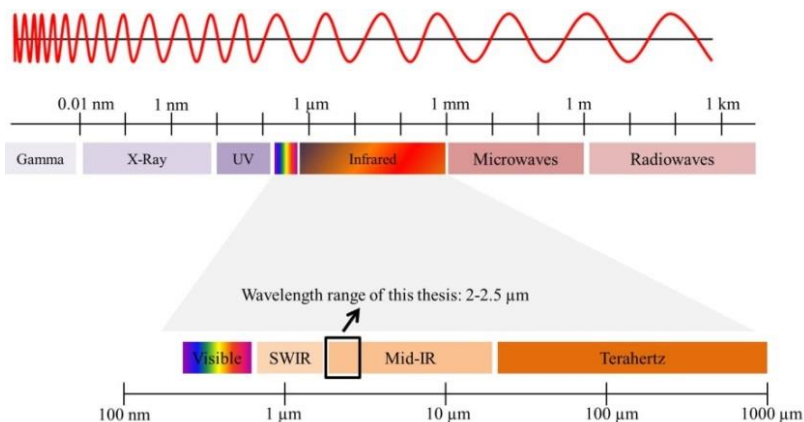 0.01 nm 1 nm 1 µm 1 mm 1 m 1 km
Gamma X-Ray UV Infrared Microwaves Radiowaves
Wavelength range of this thesis: 2-2.5 µm
Visible SWIR Mid-IR Terahertz
100 nm 1 µm 10 µm 100 µm 1000 µm